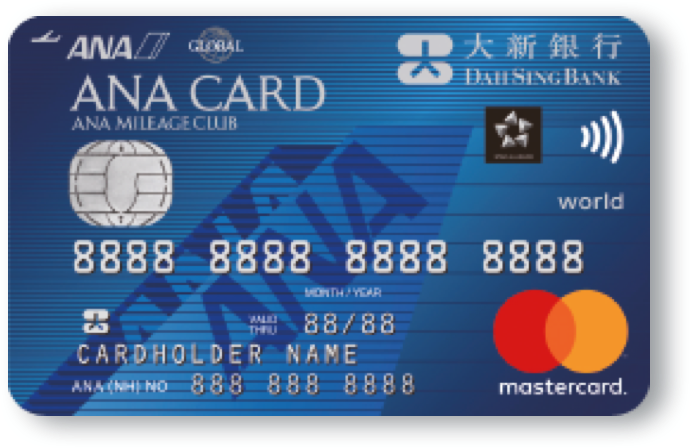 ANA GLOBAL
大新銀行
DAH SING BANK
ANA CARD
ANA MILEAGE CLUB
world
ANA
8888 8888 8888 8888
MONTH / YEAR
VALID THRU 88/88
CARDHOLDER NAME
ANA (NH) NO 888 888 8888
mastercard.